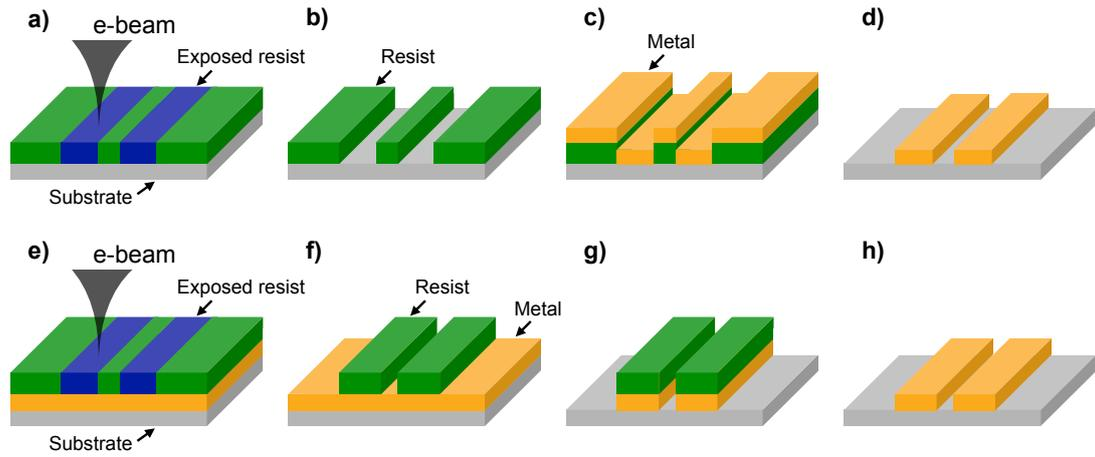 a)
e-beam
Exposed resist
Substrate
b)
Resist
c)
Metal
d)
e)
e-beam
Exposed resist
Substrate
f)
Resist
Metal
g)
h)